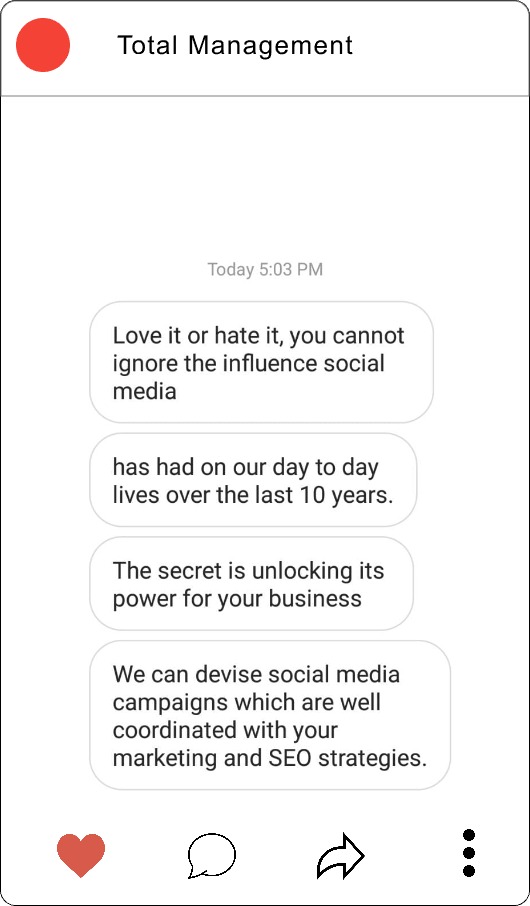 Total Management
Today 5:03 PM
Love it or hate it, you cannot
ignore the influence social
media
has had on our day to day
lives over the last 10 years.
The secret is unlocking its
power for your business
We can devise social media
campaigns which are well
coordinated with your
marketing and SEO strategies.